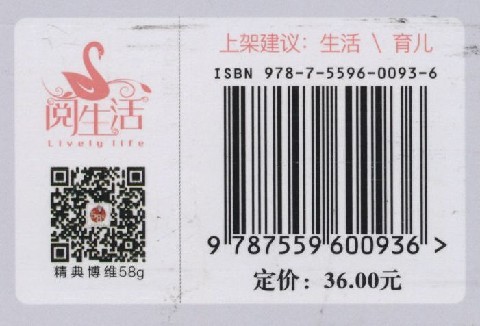 阅生活
Lively life
精典博维58g
上架建议：生活 \ 育儿
ISBN 978-7-5596-0093-6
9 787559 600936 >
定价：36.00元